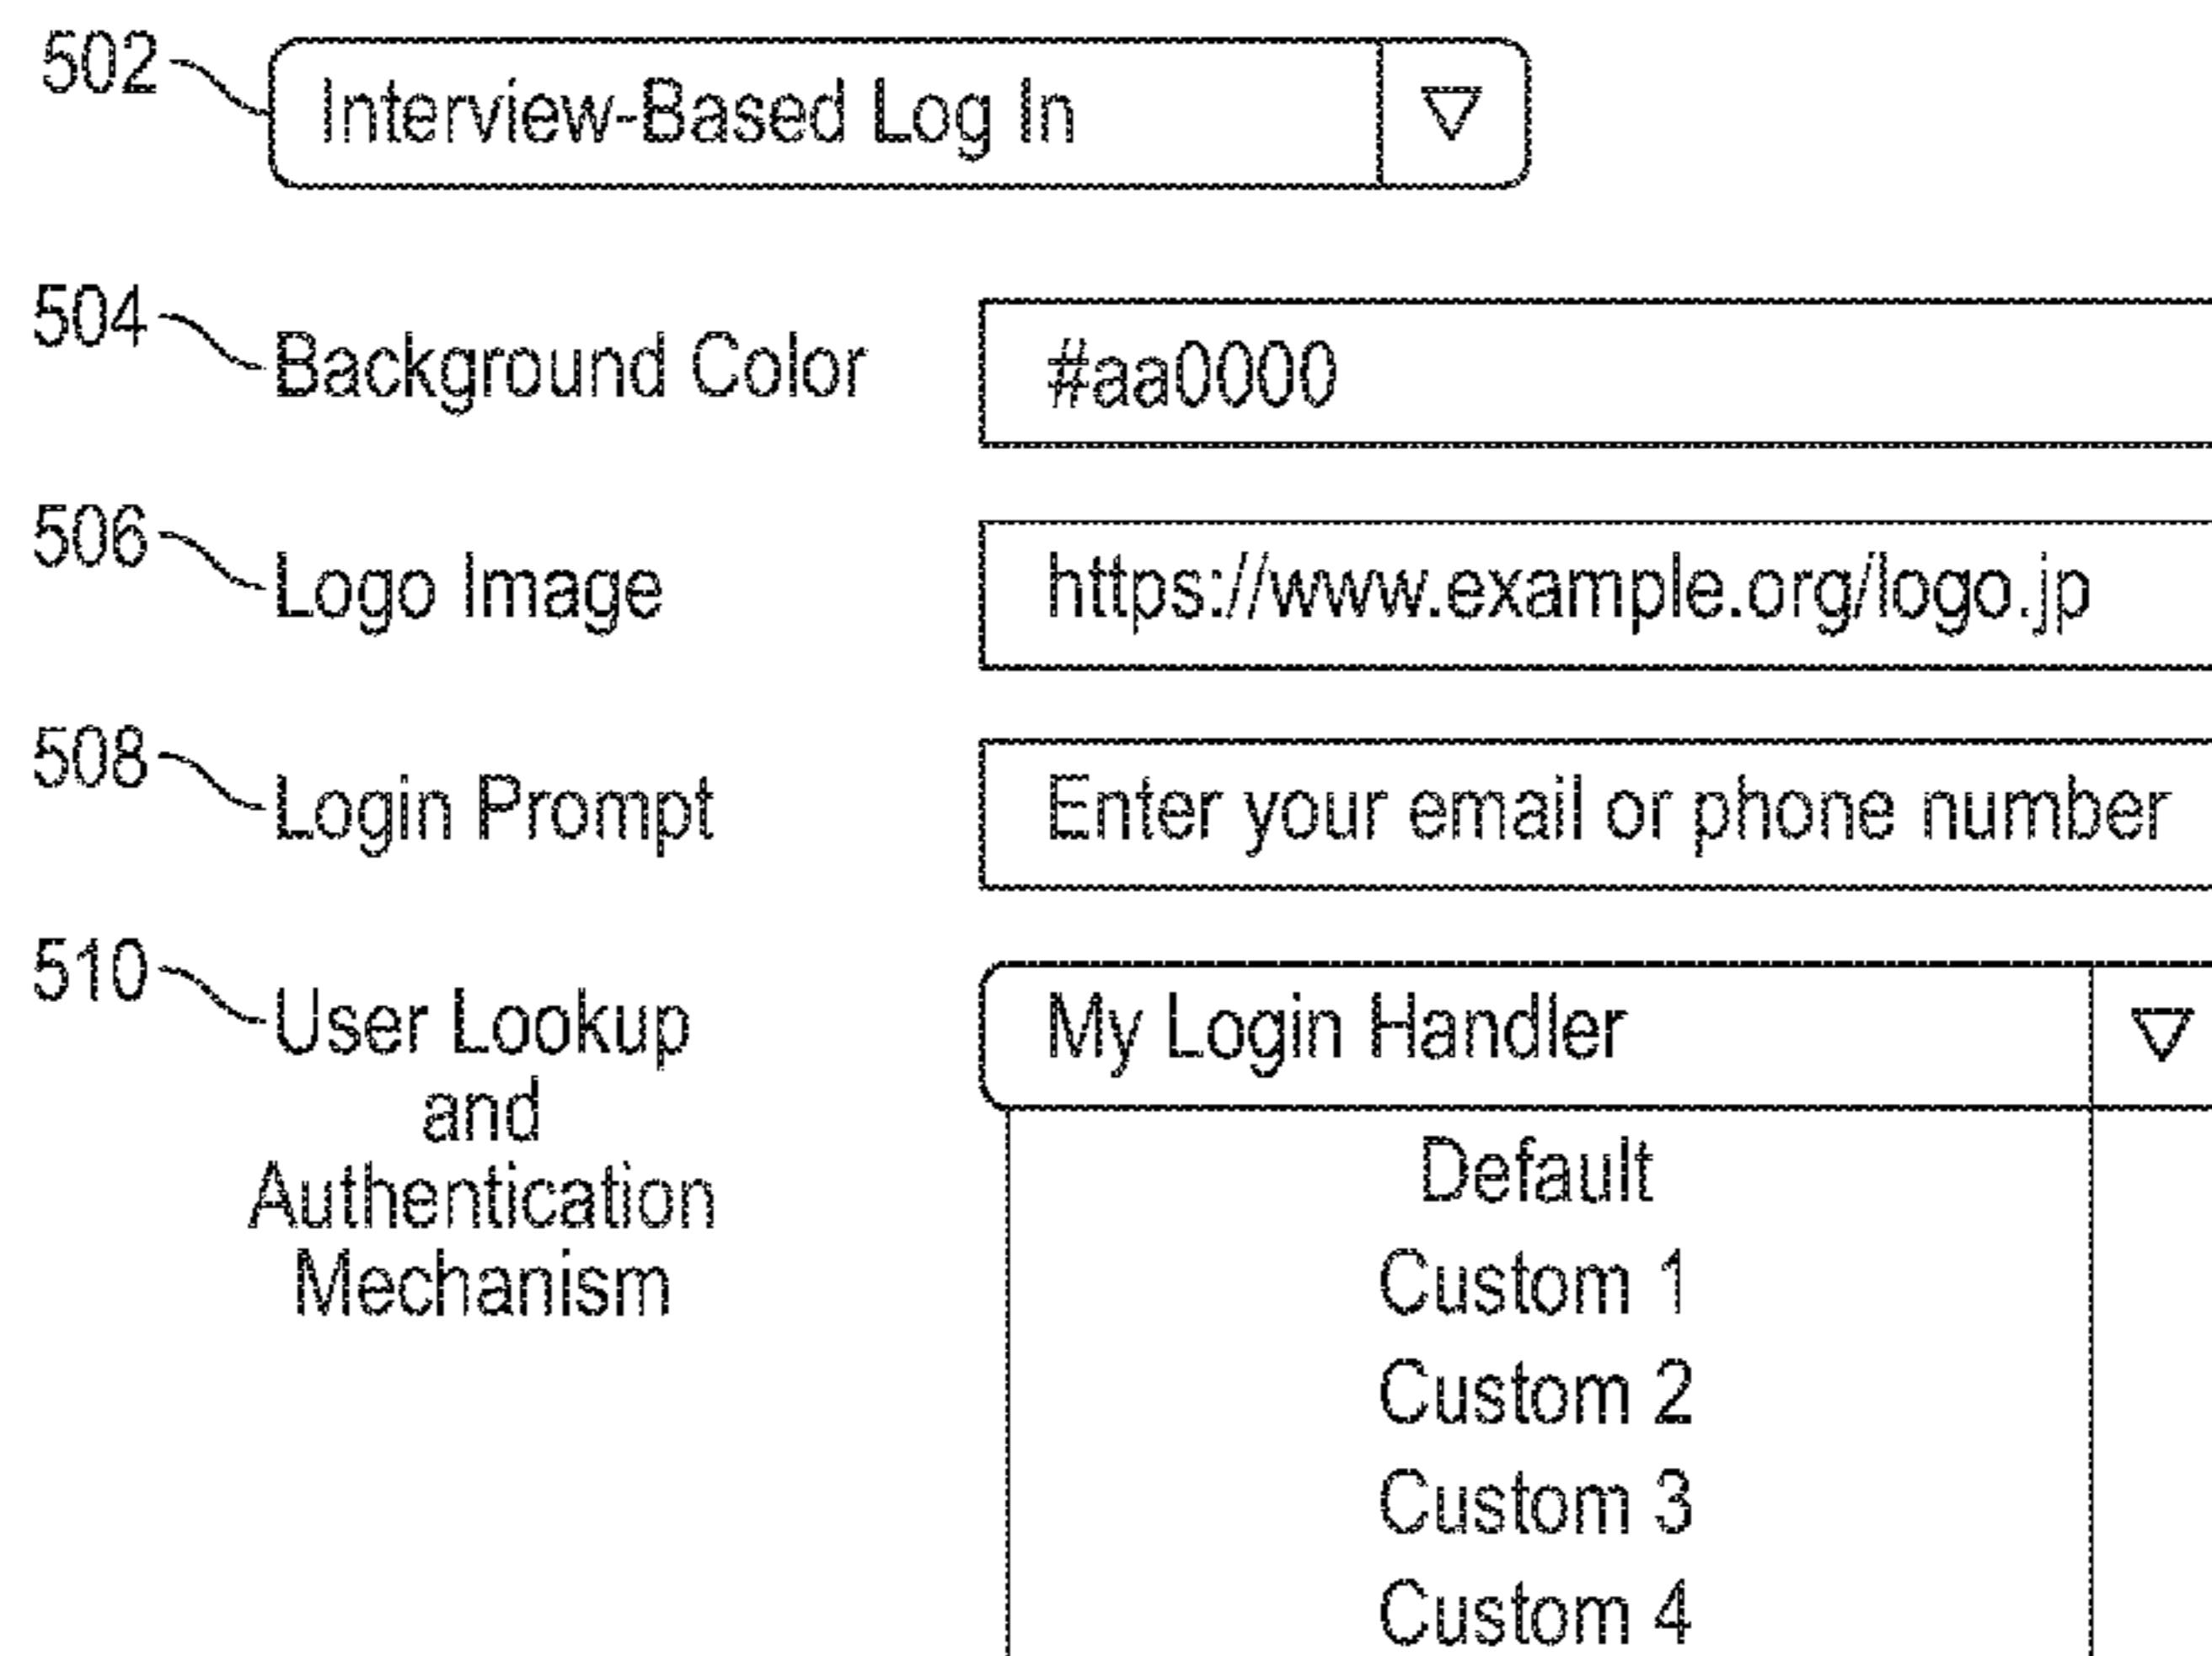 502 Interview-Based Log In
504 Background Color #aa0000
506 Logo Image https://www.example.org/logo.jp
508 Login Prompt Enter your email or phone number
510 User Lookup My Login Handler
and
Authentication
Mechanism
Default
Custom 1
Custom 2
Custom 3
Custom 4